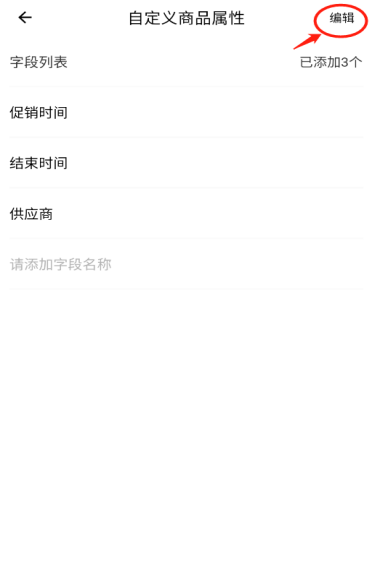 自定义商品属性 编辑
字段列表 已添加3个
促销时间
结束时间
供应商
请添加字段名称